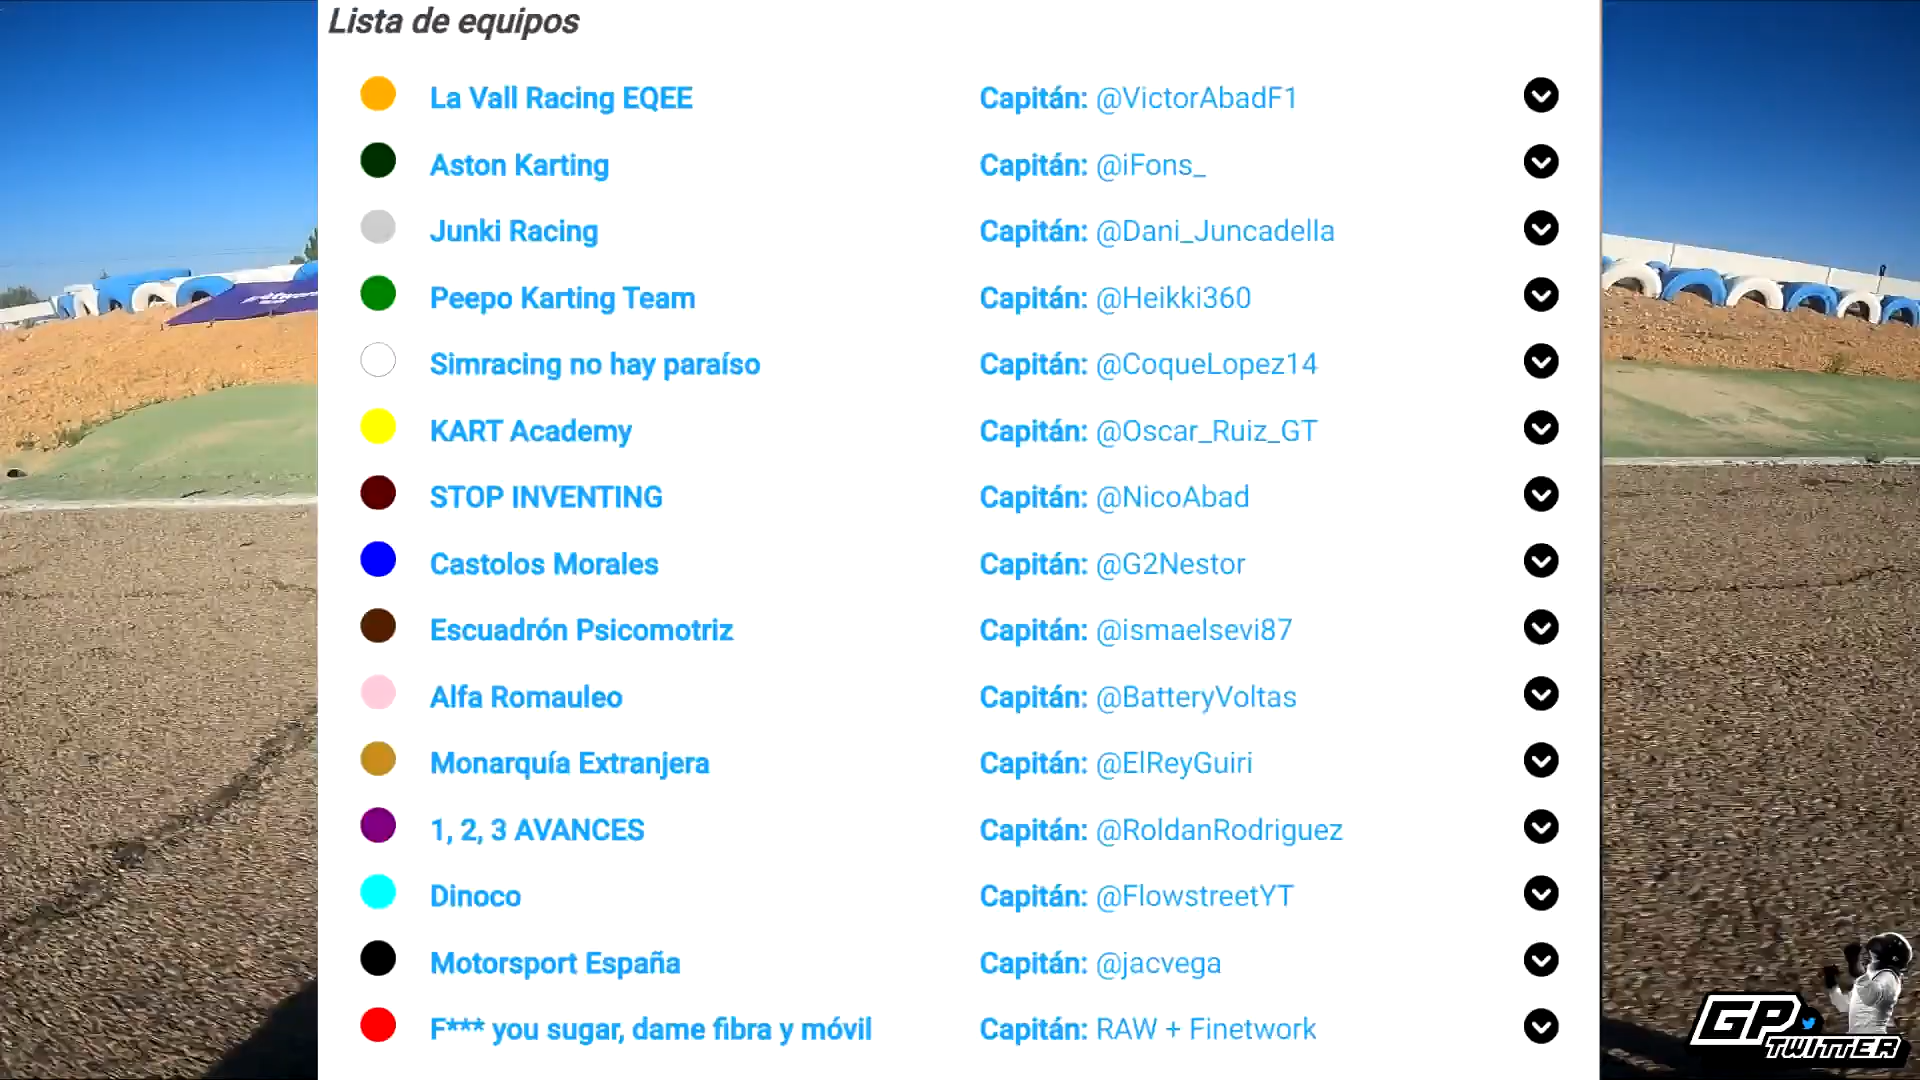 Lista de equipos
La Vall Racing EQEE Capitán: @VictorAbadF1
Aston Karting Capitán: @iFons_
Junki Racing Capitán: @Dani_Juncadella
Peepo Karting Team Capitán: @Heikki360
Simracing no hay paraíso Capitán: @CoqueLopez14
KART Academy Capitán: @Oscar_Ruiz_GT
STOP INVENTING Capitán: @NicoAbad
Castolos Morales Capitán: @G2Nestor
Escuadrón Psicomotriz Capitán: @ismaelsevi87
Alfa Romauleo Capitán: @BatteryVoltas
Monarquía Extranjera Capitán: @ElReyGuiri
1, 2, 3 AVANCES Capitán: @RoldanRodriguez
Dinoco Capitán: @FlowstreetYT
Motorsport España Capitán: @jacvega
F*** you sugar, dame fibra y móvil Capitán: RAW + Finetwork
GP
TWITTER